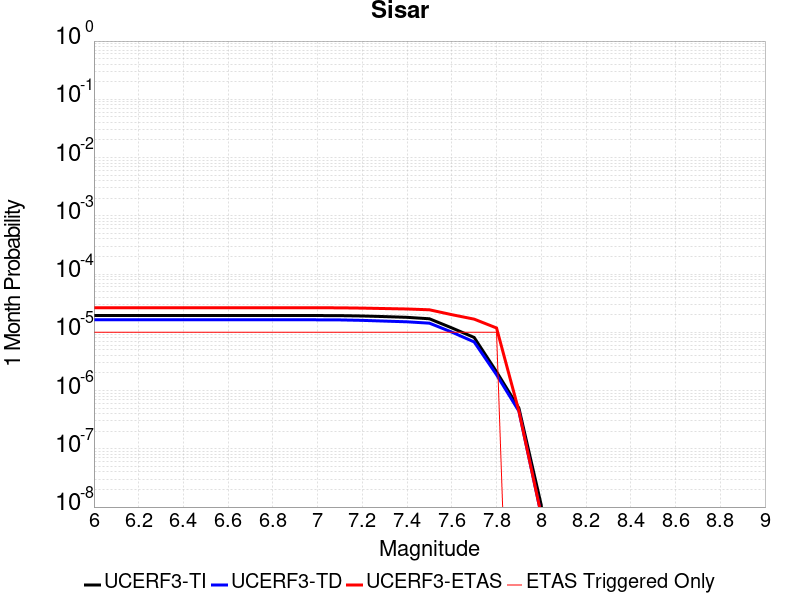 Sisar
1 Month Probability
10^0
10^-1
10^-2
10^-3
10^-4
10^-5
10^-6
10^-7
10^-8
6 6.2 6.4 6.6 6.8 7 7.2 7.4 7.6 7.8 8 8.2 8.4 8.6 8.8 9
Magnitude
UCERF3-TI UCERF3-TD UCERF3-ETAS ETAS Triggered Only